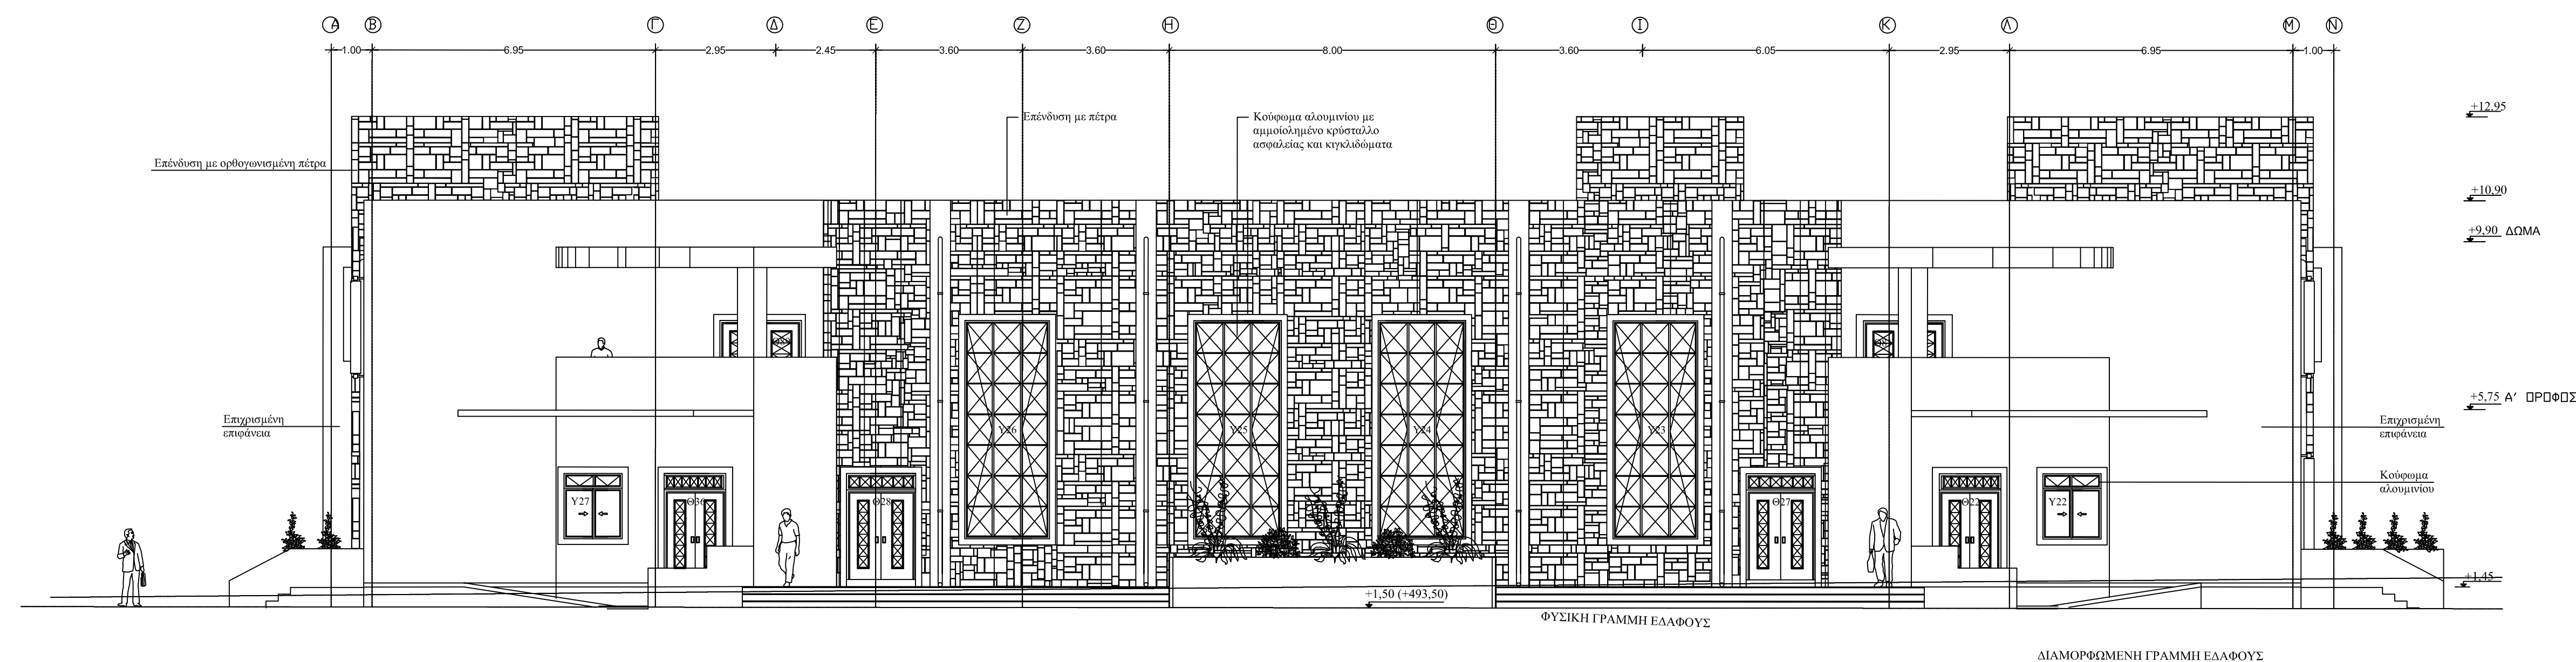 Α Β Γ Δ Ε Ζ Η Θ Ι Κ Λ Μ Ν
1.00 6.95 2.95 2.45 3.60 3.60 8.00 3.60 6.05 2.95 6.95 1.00
+12,95
Επένδυση με πέτρα
Κούφωμα αλουμινίου με
αμμοίολημένο κρύσταλλο
ασφαλείας και κιγκλιδώματα
Επένδυση με ορθογωνισμένη πέτρα
+10,90
+9,90 ΔΩΜΑ
+5,75 Α' ΟΡΟΦΟΣ
Επιχρισμένη
επιφάνεια
Επιχρισμένη
επιφάνεια
Υ26 Υ25 Υ24 Υ23
Κούφωμα
αλουμινίου
Υ27 Θ36 Θ28 Θ27 Θ22 Υ22
+1,45
+1,50 (+493,50)
ΦΥΣΙΚΗ ΓΡΑΜΜΗ ΕΔΑΦΟΥΣ
ΔΙΑΜΟΡΦΩΜΕΝΗ ΓΡΑΜΜΗ ΕΔΑΦΟΥΣ